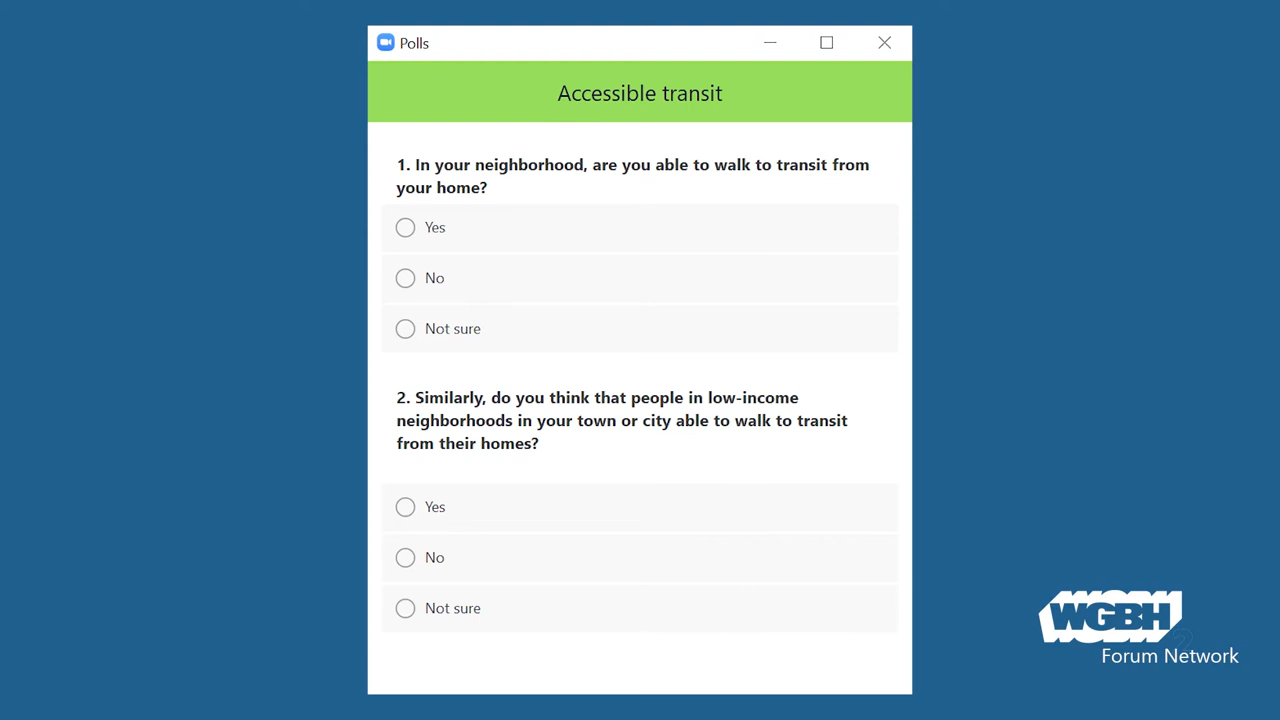 Polls
Accessible transit
1. In your neighborhood, are you able to walk to transit from
your home?
Yes
No
Not sure
2. Similarly, do you think that people in low-income
neighborhoods in your town or city able to walk to transit
from their homes?
Yes
No
Not sure
WGBH
Forum Network